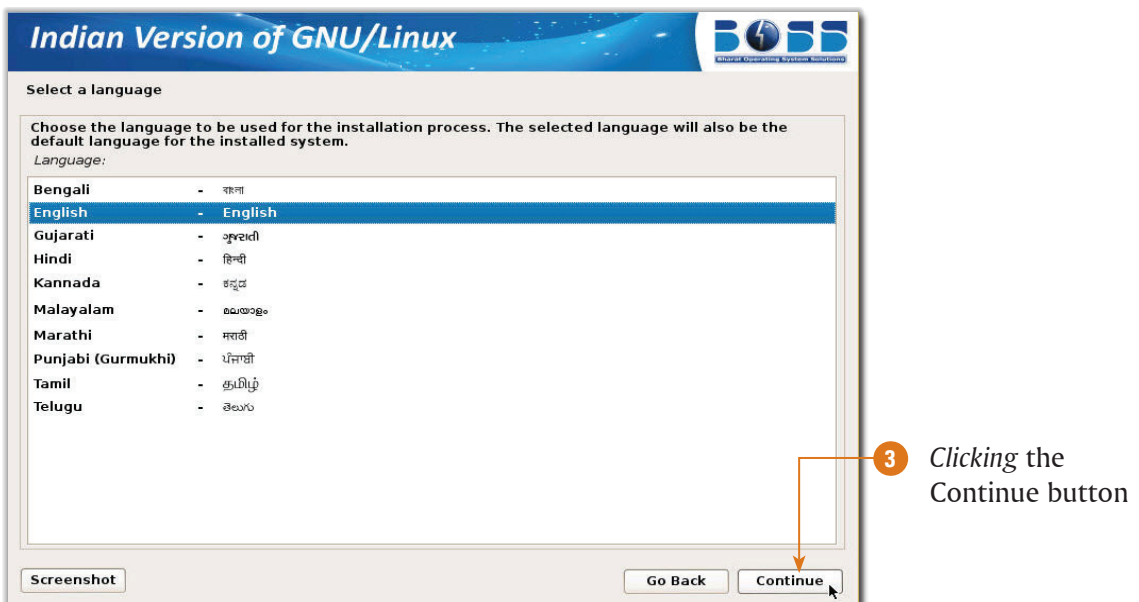 Indian Version of GNU/Linux
BOSS
Bharat Operating System Solutions
Select a language
Choose the language to be used for the installation process. The selected language will also be the
default language for the installed system.
Language:
Bengali - বাংলা
English - English
Gujarati - ગુજરાતી
Hindi - हिन्दी
Kannada - ಕನ್ನಡ
Malayalam - മലയാളം
Marathi - मराठी
Punjabi (Gurmukhi) - ਪੰਜਾਬੀ
Tamil - தமிழ்
Telugu - తెలుగు
3 Clicking the
Continue button
Screenshot Go Back Continue